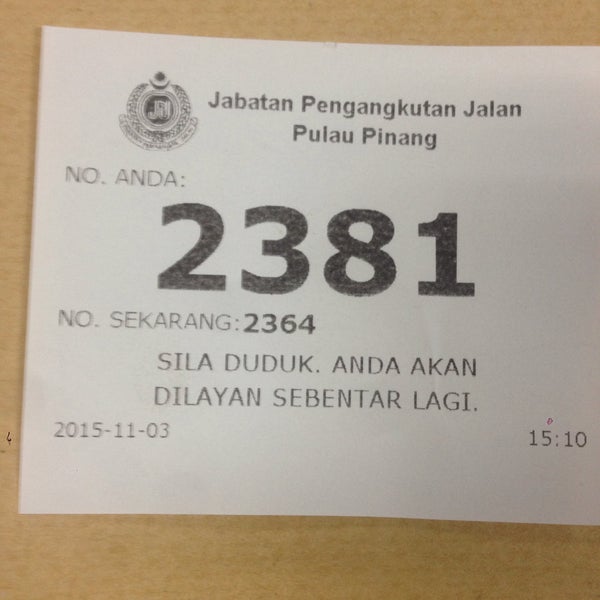 Jabatan Pengangkutan Jalan
Pulau Pinang
NO. ANDA:
2381
NO. SEKARANG:2364
SILA DUDUK. ANDA AKAN
DILAYAN SEBENTAR LAGI.
2015-11-03 15:10